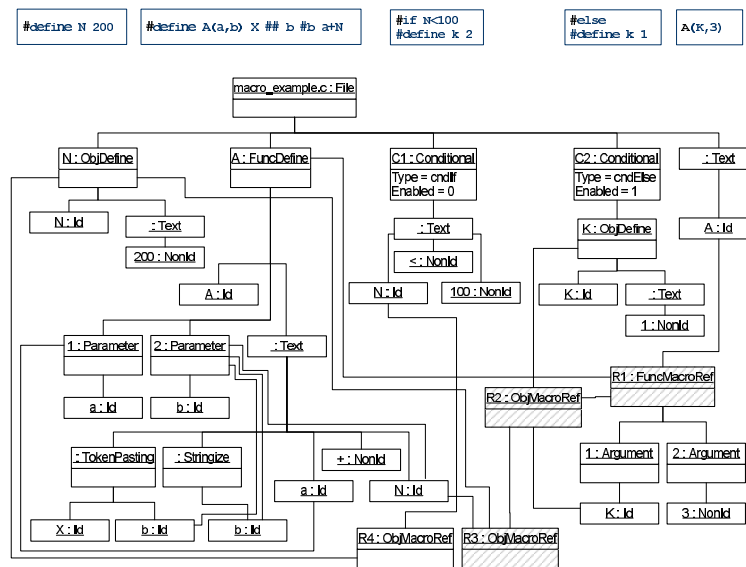 #define N 200
#define A(a,b) X ## b #b a+N
#if N<100
#define k 2
#else
#define k 1
A(K,3)
macro_example.c : File
N : ObjDefine
A : FuncDefine
C1 : Conditional
Type = cndIf
Enabled = 0
C2 : Conditional
Type = cndElse
Enabled = 1
: Text
N : Id
: Text
200 : NonId
A : Id
: Text
< : NonId
N : Id
100 : NonId
K : ObjDefine
A : Id
K : Id
: Text
1 : NonId
1 : Parameter
2 : Parameter
: Text
a : Id
b : Id
R1 : FuncMacroRef
R2 : ObjMacroRef
: TokenPasting
: Stringize
+ : NonId
a : Id
N : Id
1 : Argument
2 : Argument
X : Id
b : Id
b : Id
K : Id
3 : NonId
R4 : ObjMacroRef
R3 : ObjMacroRef